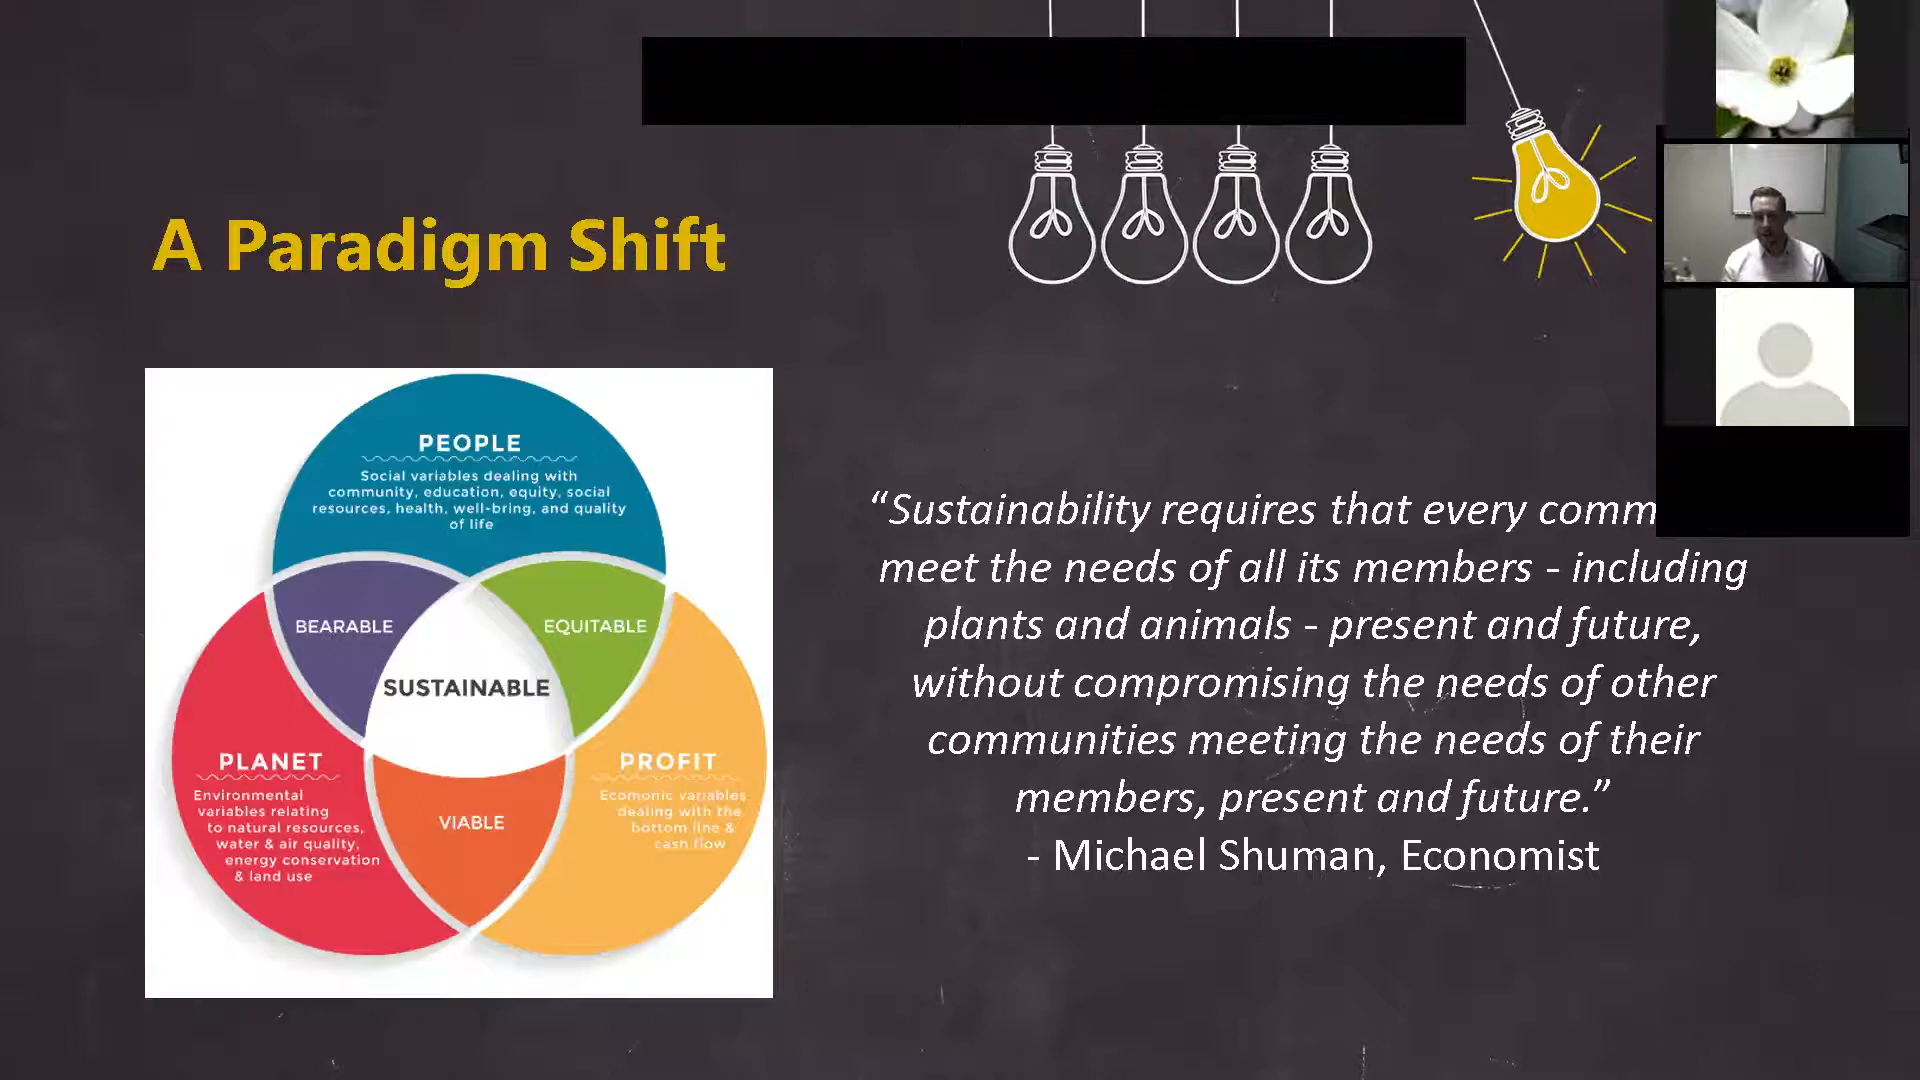 A Paradigm Shift
PEOPLE
Social variables dealing with
community, education, equity, social
resources, health, well-bring, and quality
of life
BEARABLE
EQUITABLE
SUSTAINABLE
PLANET
Environmental
variables relating
to natural resources,
water & air quality,
energy conservation
& land use
PROFIT
Ecomonic variables
dealing with the
bottom line &
cash flow
VIABLE
“Sustainability requires that every comm
meet the needs of all its members - including
plants and animals - present and future,
without compromising the needs of other
communities meeting the needs of their
members, present and future.”
- Michael Shuman, Economist